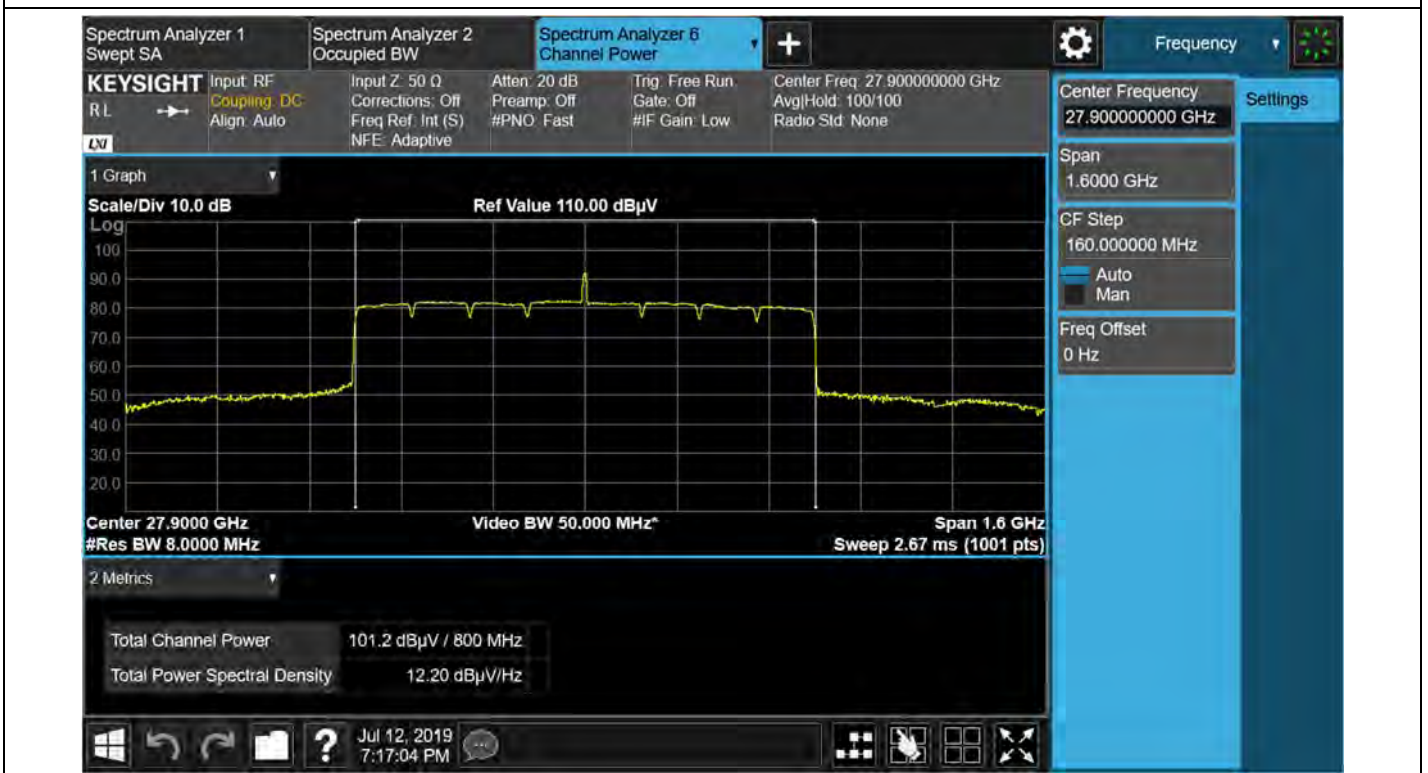 Spectrum Analyzer 1
Swept SA
Spectrum Analyzer 2
Occupied BW
Spectrum Analyzer 6
Channel Power
+
Frequency
KEYSIGHT
RL
LXI
Input: RF
Coupling: DC
Align: Auto
Input Z: 50 Ω
Corrections: Off
Freq Ref: Int (S)
NFE: Adaptive
Atten: 20 dB
Preamp: Off
#PNO: Fast
Trig: Free Run
Gate: Off
#IF Gain: Low
Center Freq: 27.900000000 GHz
Avg|Hold: 100/100
Radio Std: None
Center Frequency
27.900000000 GHz
Settings
Span
1.6000 GHz
CF Step
160.000000 MHz
Auto
Man
Freq Offset
0 Hz
1 Graph
Scale/Div 10.0 dB
Ref Value 110.00 dBµV
Log
100
90.0
80.0
70.0
60.0
50.0
40.0
30.0
20.0
Center 27.9000 GHz
Video BW 50.000 MHz*
Span 1.6 GHz
#Res BW 8.0000 MHz
Sweep 2.67 ms (1001 pts)
2 Metrics
Total Channel Power 101.2 dBµV / 800 MHz
Total Power Spectral Density 12.20 dBµV/Hz
?
Jul 12, 2019
7:17:04 PM